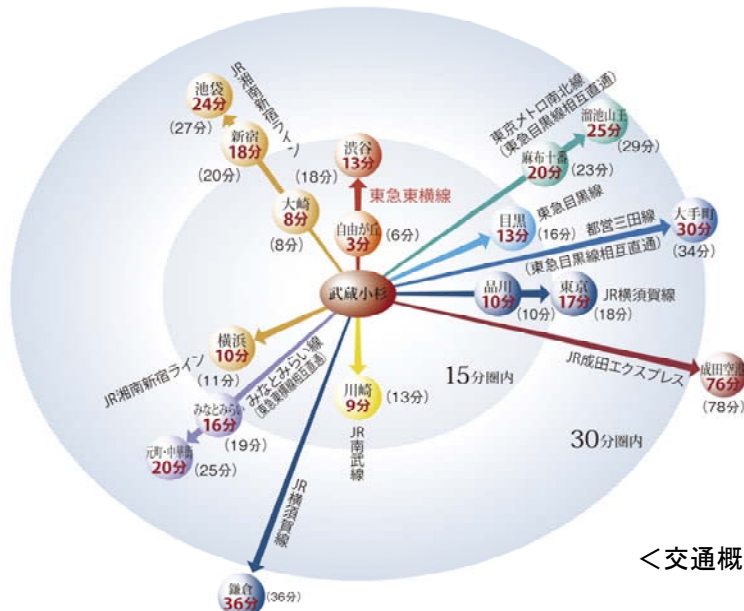 JR湘南新宿ライン
池袋
24分
(27分)
新宿
18分
(20分)
大崎
8分
(8分)
渋谷
13分
(18分)
東急東横線
自由が丘
3分
(6分)
東京メトロ南北線
(東急目黒線相互直通)
溜池山王
25分
(29分)
麻布十番
20分
(23分)
東急目黒線
目黒
13分
(16分)
都営三田線
(東急目黒線相互直通)
大手町
30分
(34分)
武蔵小杉
品川
10分
(10分)
東京
17分
(18分)
JR横須賀線
JR成田エクスプレス
成田空港
76分
(78分)
横浜
10分
(11分)
JR湘南新宿ライン
みなとみらい線
(東急東横線相互直通)
みなとみらい
16分
(19分)
元町・中華街
20分
(25分)
川崎
9分
(13分)
JR南武線
15分圏内
30分圏内
JR横須賀線
鎌倉
36分
(36分)
<交通概